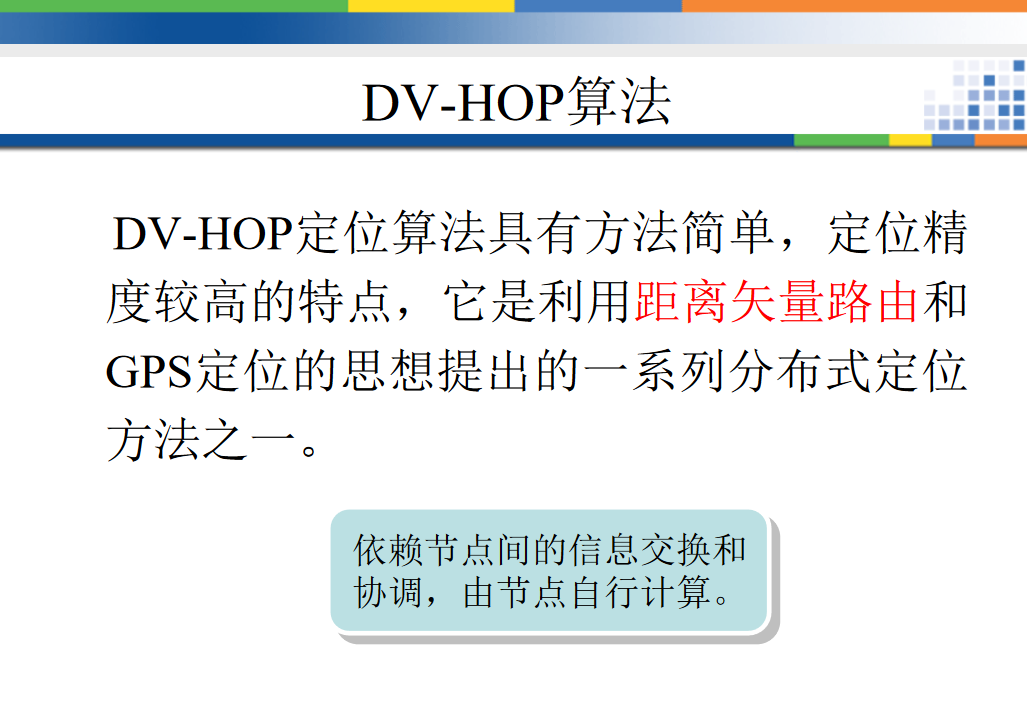 DV-HOP算法
DV-HOP定位算法具有方法简单，定位精
度较高的特点，它是利用距离矢量路由和
GPS定位的思想提出的一系列分布式定位
方法之一。
依赖节点间的信息交换和
协调，由节点自行计算。